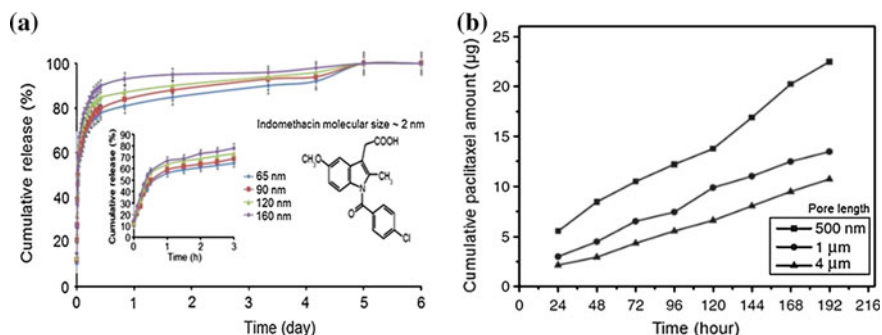 (a)
Cumulative release (%)
100
80
60
40
20
0
0 1 2 3 4 5 6
Time (day)
Cumulative release (%)
90
80
70
60
50
40
30
20
10
0
0 1 2 3
Time (h)
65 nm
90 nm
120 nm
160 nm
Indomethacin molecular size ~ 2 nm
COOH
H₃CO
CH₃
N
O
Cl
(b)
Cumulative paclitaxel amount (µg)
25
20
15
10
5
0
0 24 48 72 96 120 144 168 192 216
Time (hour)
Pore length
500 nm
1 µm
4 µm